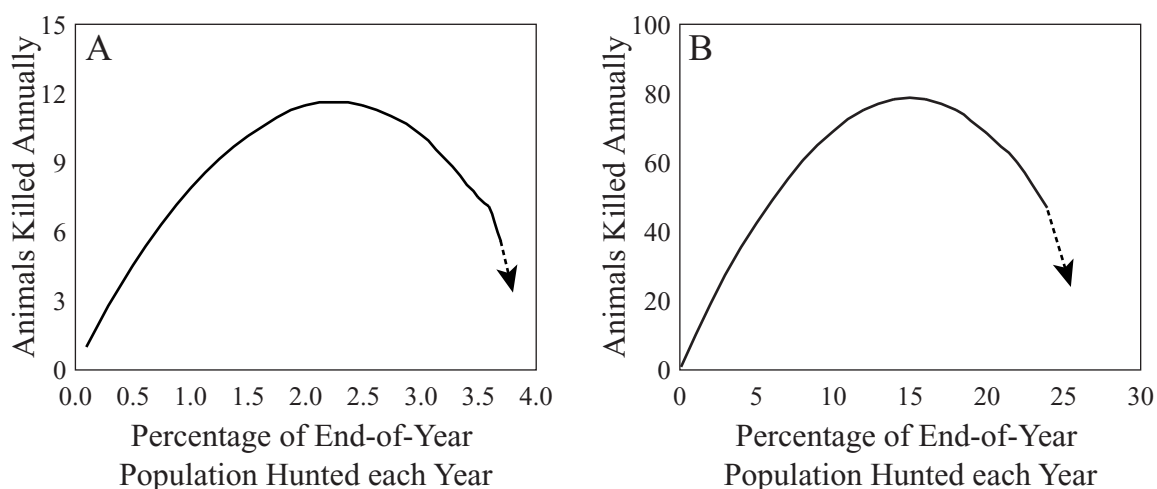 A
Animals Killed Annually
15
12
9
6
3
0
0.0 0.5 1.0 1.5 2.0 2.5 3.0 3.5 4.0
Percentage of End-of-Year
Population Hunted each Year
B
Animals Killed Annually
100
80
60
40
20
0
0 5 10 15 20 25 30
Percentage of End-of-Year
Population Hunted each Year